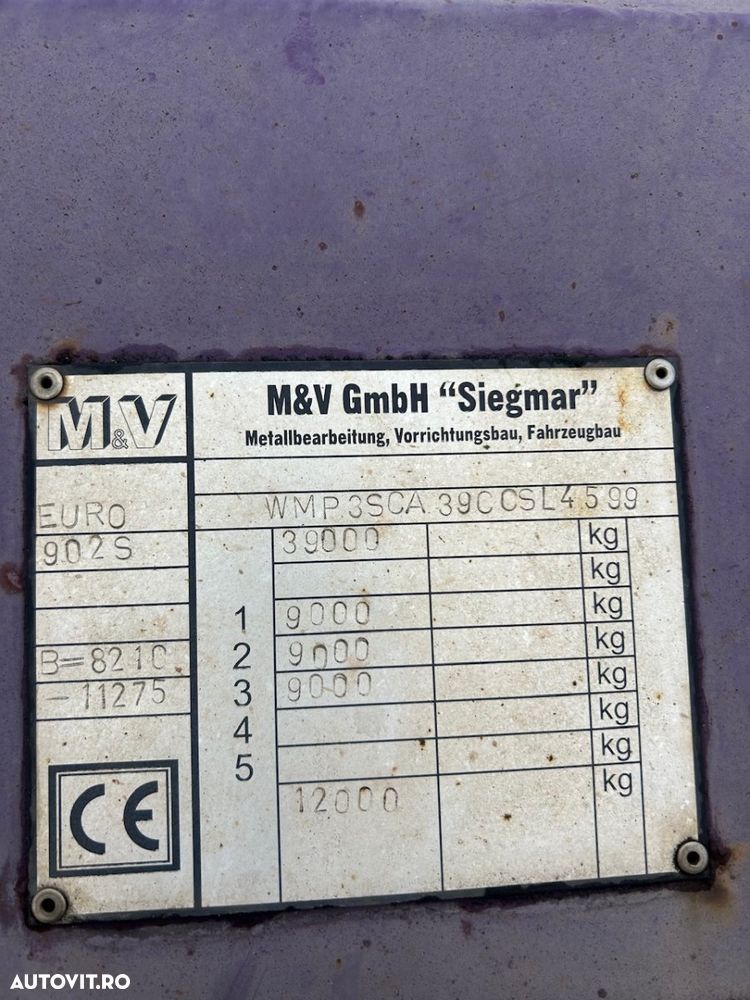 M&V
M&V GmbH “Siegmar”
Metallbearbeitung, Vorrichtungsbau, Fahrzeugbau
WMP3SCA39CCSL4599
EURO
902S
39000 kg
kg
1 9000 kg
2 9000 kg
3 9000 kg
4 kg
5 kg
12000 kg
B=8210
-11275
CE
AUTOVIT.RO